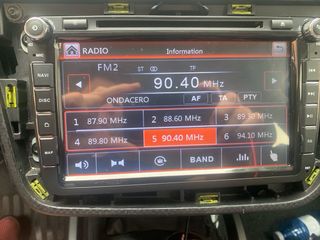 RADIO Information
FM2 ST TP
90.40 MHz
ONDACERO AF TA PTY
1 87.90 MHz 2 88.60 MHz 3 89.30 MHz
4 89.80 MHz 5 90.40 MHz 6 94.10 MHz
BAND
NAVI
DISC
MAP